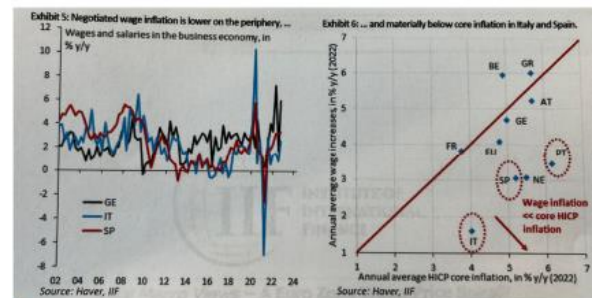 Exhibit 5: Negotiated wage inflation is lower on the periphery, ...
Wages and salaries in the business economy, in
% y/y
12
10
8
6
4
2
0
-2
-4
-6
-8
GE
IT
SP
02 04 06 08 10 12 14 16 18 20 22 24
Source: Haver, IIF
Exhibit 6: ... and materially below core inflation in Italy and Spain.
Annual average wage increases, in % y/y (2022)
7
6
5
4
3
2
1
BE
GR
AT
GE
FR
EU
PT
SP
NE
IT
Wage inflation
<< core HICP
inflation
1 2 3 4 5 6 7
Annual average HICP core inflation, in % y/y (2022)
Source: Haver, IIF
IIF
INSTITUTE OF
INTERNATIONAL
FINANCE